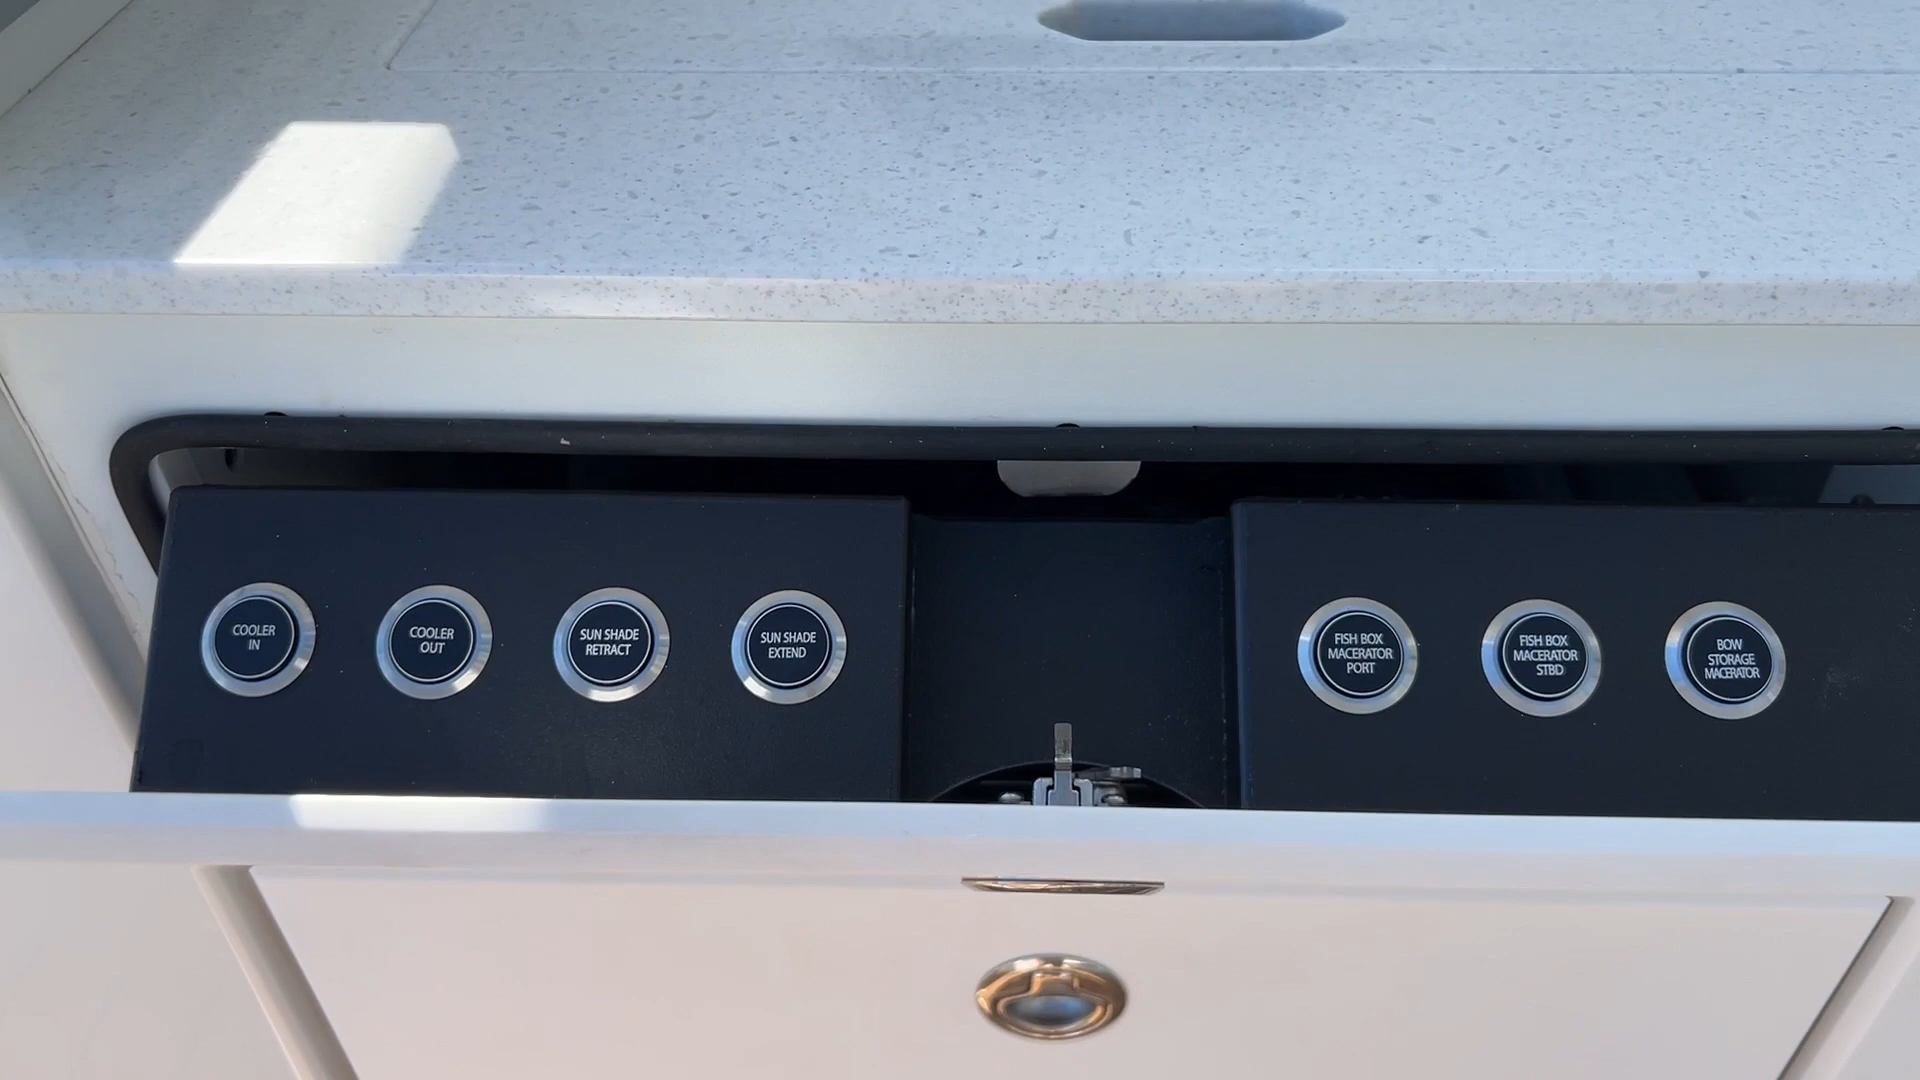 COOLER
IN
COOLER
OUT
SUN SHADE
RETRACT
SUN SHADE
EXTEND
FISH BOX
MACERATOR
PORT
FISH BOX
MACERATOR
STBD
BOW
STORAGE
MACERATOR